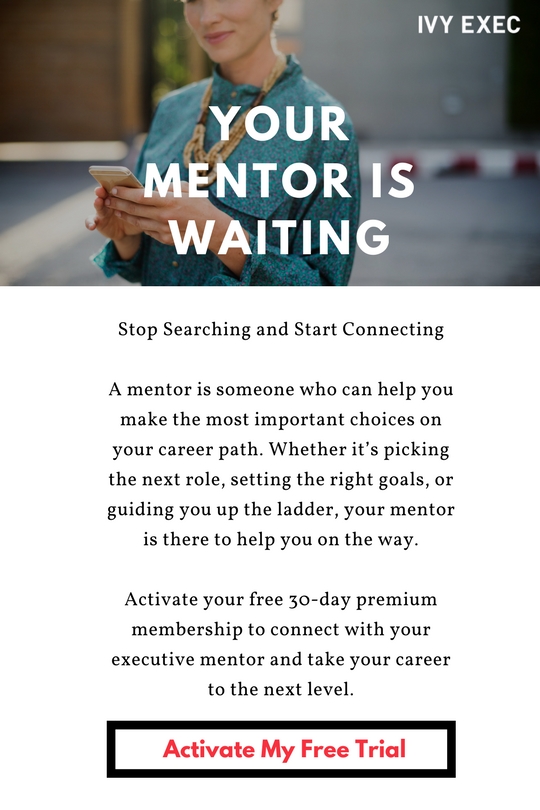 IVY EXEC
YOUR
MENTOR IS
WAITING
Stop Searching and Start Connecting
A mentor is someone who can help you
make the most important choices on
your career path. Whether it’s picking
the next role, setting the right goals, or
guiding you up the ladder, your mentor
is there to help you on the way.
Activate your free 30-day premium
membership to connect with your
executive mentor and take your career
to the next level.
Activate My Free Trial